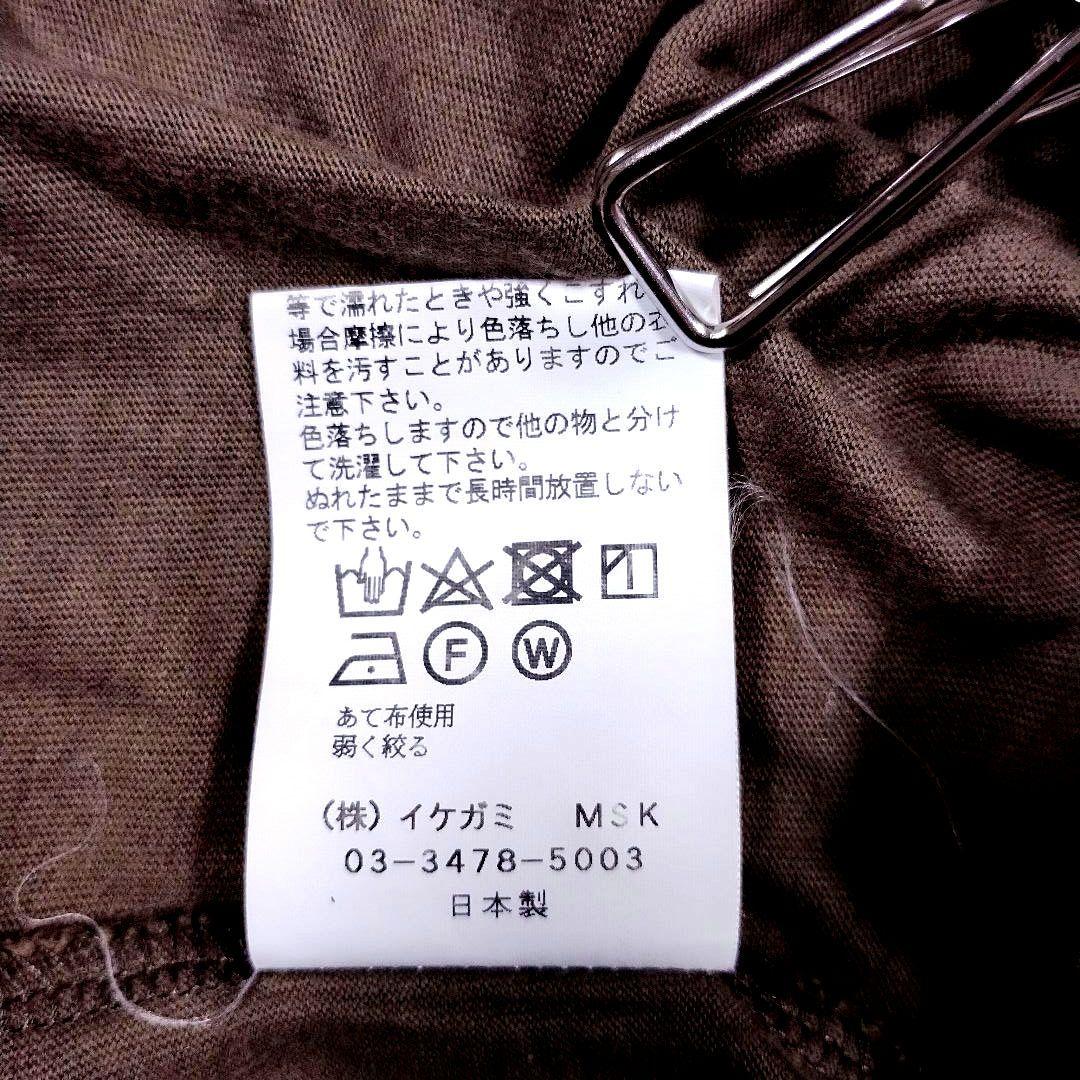 等で濡れたときや強くこすれ
場合摩擦により色落ちし他の衣
料を汚すことがありますのでご
注意下さい。
色落ちしますので他の物と分け
て洗濯して下さい。
ぬれたままで長時間放置しない
で下さい。
F W
あて布使用
弱く絞る
(株)イケガミ MSK
03-3478-5003
日本製